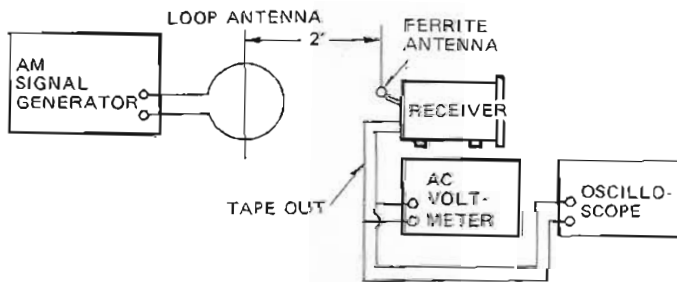 LOOP ANTENNA
2"
FERRITE
ANTENNA
AM
SIGNAL
GENERATOR
RECEIVER
TAPE OUT
AC
VOLT-
METER
OSCILLO-
SCOPE